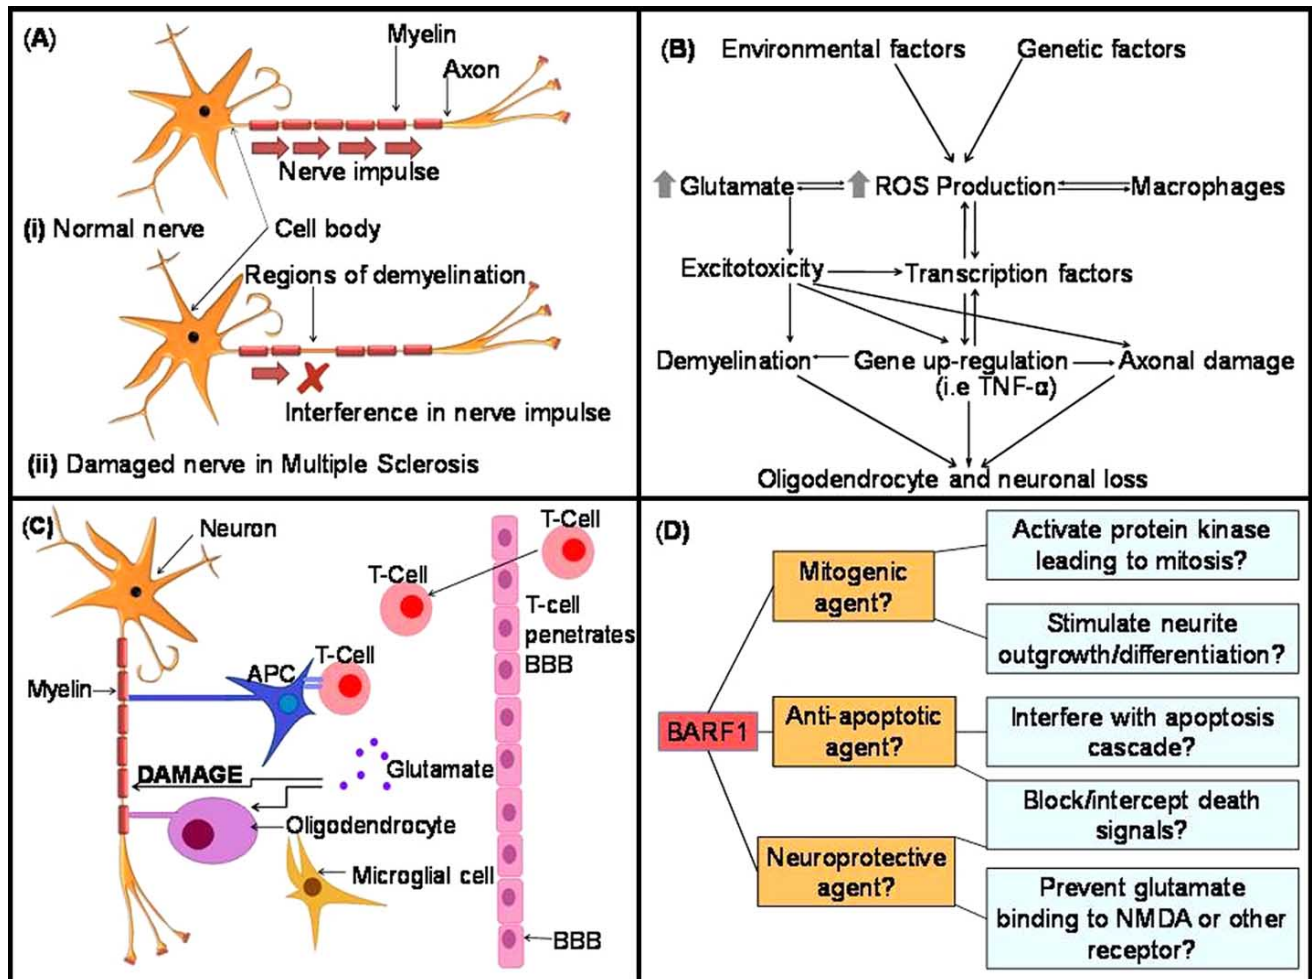 (A)
Myelin
Axon
Nerve impulse
(i) Normal nerve
Cell body
Regions of demyelination
Interference in nerve impulse
(ii) Damaged nerve in Multiple Sclerosis
(B)
Environmental factors
Genetic factors
Glutamate
ROS Production
Macrophages
Excitotoxicity
Transcription factors
Demyelination
Gene up-regulation
(i.e TNF-α)
Axonal damage
Oligodendrocyte and neuronal loss
(C)
Neuron
T-Cell
T-Cell
T-cell
penetrates
BBB
T-Cell
APC
Myelin
DAMAGE
Glutamate
Oligodendrocyte
Microglial cell
BBB
(D)
BARF1
Mitogenic
agent?
Activate protein kinase
leading to mitosis?
Stimulate neurite
outgrowth/differentiation?
Anti-apoptotic
agent?
Interfere with apoptosis
cascade?
Block/intercept death
signals?
Neuroprotective
agent?
Prevent glutamate
binding to NMDA or other
receptor?